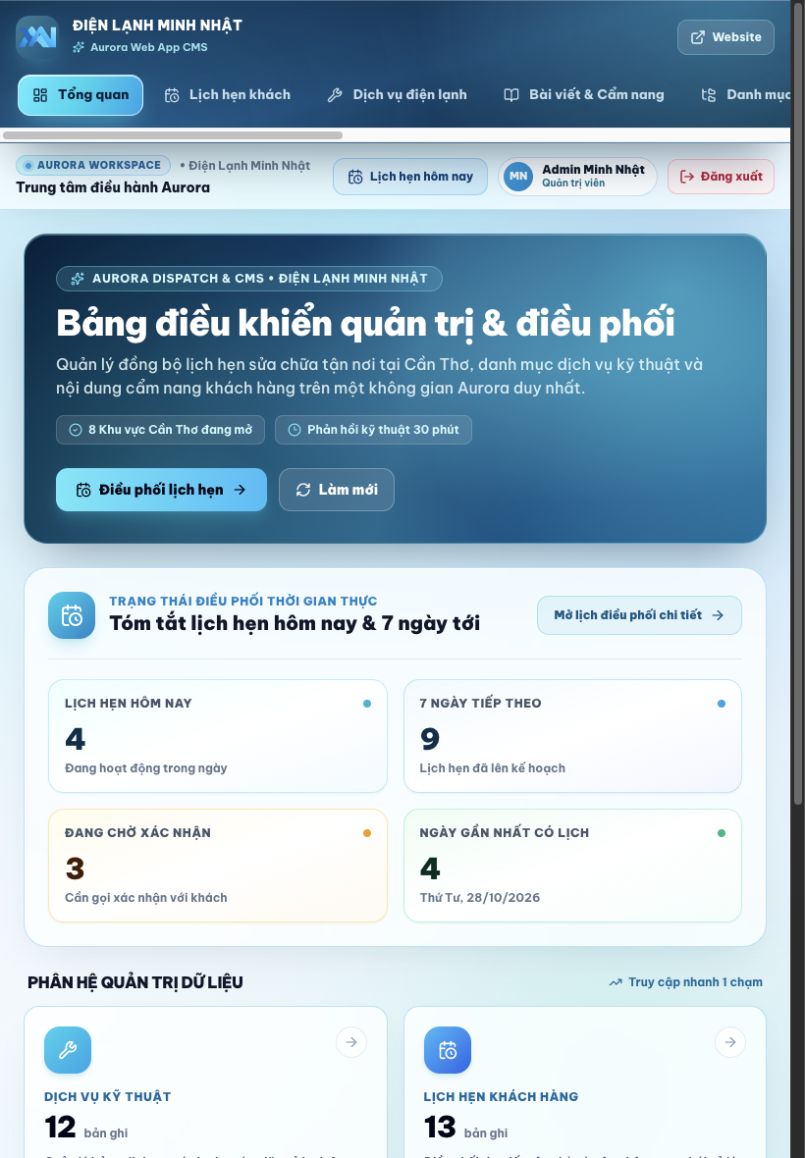 ĐIỆN LẠNH MINH NHẬT
Aurora Web App CMS
Website
Tổng quan
Lịch hẹn khách
Dịch vụ điện lạnh
Bài viết & Cẩm nang
Danh mục
AURORA WORKSPACE • Điện Lạnh Minh Nhật
Trung tâm điều hành Aurora
Lịch hẹn hôm nay
MN
Admin Minh Nhật
Quản trị viên
Đăng xuất
AURORA DISPATCH & CMS • ĐIỆN LẠNH MINH NHẬT
Bảng điều khiển quản trị & điều phối
Quản lý đồng bộ lịch hẹn sửa chữa tận nơi tại Cần Thơ, danh mục dịch vụ kỹ thuật và
nội dung cẩm nang khách hàng trên một không gian Aurora duy nhất.
8 Khu vực Cần Thơ đang mở
Phản hồi kỹ thuật 30 phút
Điều phối lịch hẹn
Làm mới
TRẠNG THÁI ĐIỀU PHỐI THỜI GIAN THỰC
Tóm tắt lịch hẹn hôm nay & 7 ngày tới
Mở lịch điều phối chi tiết
LỊCH HẸN HÔM NAY
4
Đang hoạt động trong ngày
7 NGÀY TIẾP THEO
9
Lịch hẹn đã lên kế hoạch
ĐANG CHỜ XÁC NHẬN
3
Cần gọi xác nhận với khách
NGÀY GẦN NHẤT CÓ LỊCH
4
Thứ Tư, 28/10/2026
PHÂN HỆ QUẢN TRỊ DỮ LIỆU
Truy cập nhanh 1 chạm
DỊCH VỤ KỸ THUẬT
12 bản ghi
LỊCH HẸN KHÁCH HÀNG
13 bản ghi